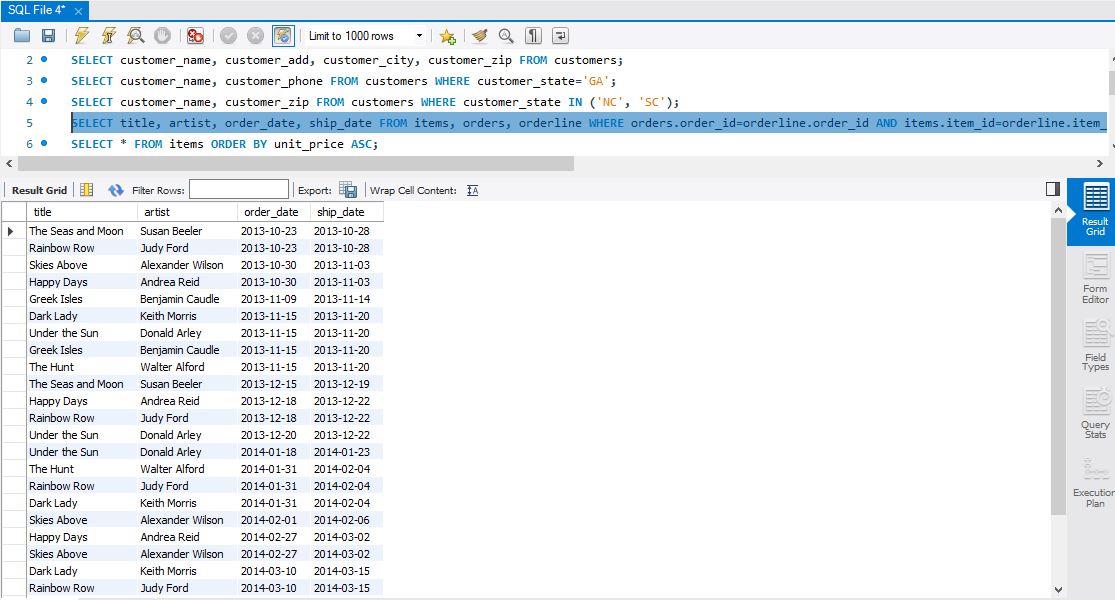 SQL File 4*
Limit to 1000 rows
2 SELECT customer_name, customer_add, customer_city, customer_zip FROM customers;
3 SELECT customer_name, customer_phone FROM customers WHERE customer_state='GA';
4 SELECT customer_name, customer_zip FROM customers WHERE customer_state IN ('NC', 'SC');
5 SELECT title, artist, order_date, ship_date FROM items, orders, orderline WHERE orders.order_id=orderline.order_id AND items.item_id=orderline.item_
6 SELECT * FROM items ORDER BY unit_price ASC;
Result Grid Filter Rows: Export: Wrap Cell Content:
title artist order_date ship_date
The Seas and Moon Susan Beeler 2013-10-23 2013-10-28
Rainbow Row Judy Ford 2013-10-23 2013-10-28
Skies Above Alexander Wilson 2013-10-30 2013-11-03
Happy Days Andrea Reid 2013-10-30 2013-11-03
Greek Isles Benjamin Caudle 2013-11-09 2013-11-14
Dark Lady Keith Morris 2013-11-15 2013-11-20
Under the Sun Donald Arley 2013-11-15 2013-11-20
Greek Isles Benjamin Caudle 2013-11-15 2013-11-20
The Hunt Walter Alford 2013-11-15 2013-11-20
The Seas and Moon Susan Beeler 2013-12-15 2013-12-19
Happy Days Andrea Reid 2013-12-18 2013-12-22
Rainbow Row Judy Ford 2013-12-18 2013-12-22
Under the Sun Donald Arley 2013-12-20 2013-12-22
Under the Sun Donald Arley 2014-01-18 2014-01-23
The Hunt Walter Alford 2014-01-31 2014-02-04
Rainbow Row Judy Ford 2014-01-31 2014-02-04
Dark Lady Keith Morris 2014-01-31 2014-02-04
Skies Above Alexander Wilson 2014-02-01 2014-02-06
Happy Days Andrea Reid 2014-02-27 2014-03-02
Skies Above Alexander Wilson 2014-02-27 2014-03-02
Dark Lady Keith Morris 2014-03-10 2014-03-15
Rainbow Row Judy Ford 2014-03-10 2014-03-15
Result
Grid
Form
Editor
Field
Types
Query
Stats
Execution
Plan